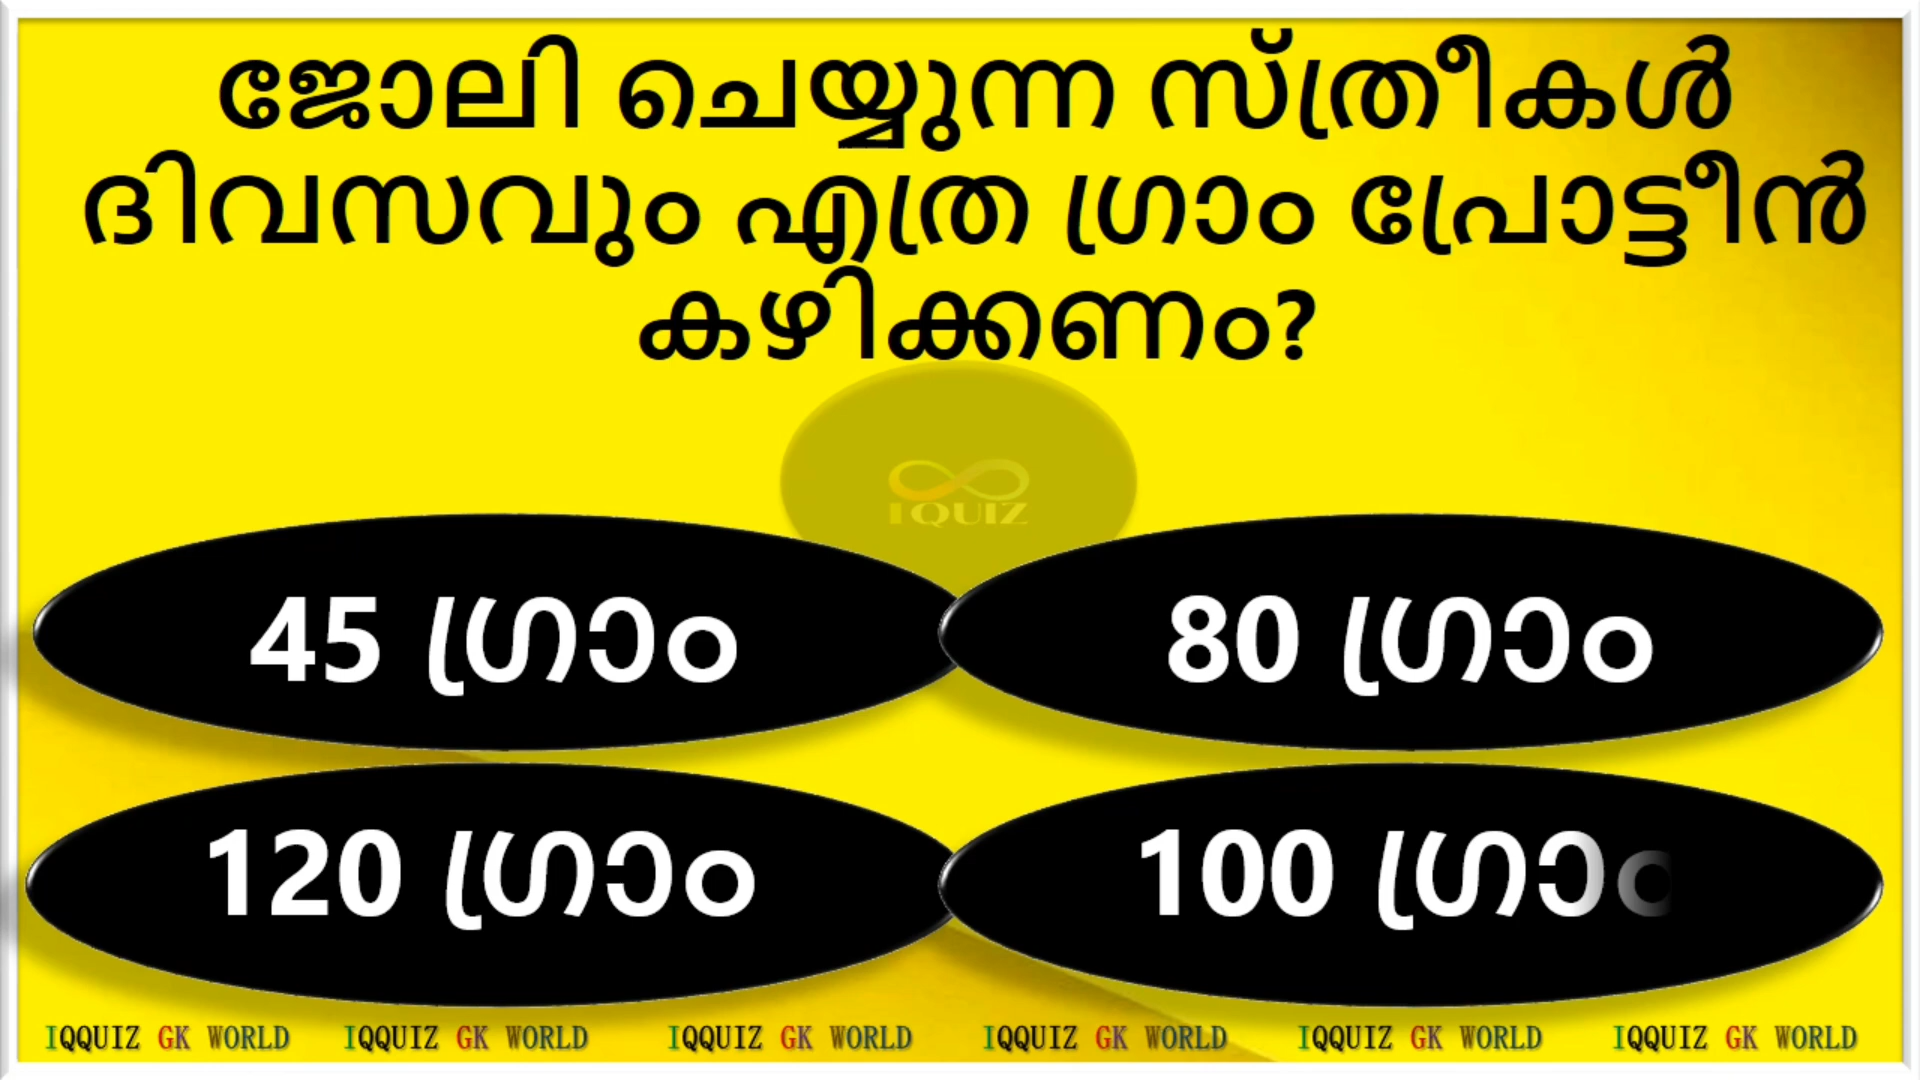 ജോലി ചെയ്യുന്ന സ്ത്രീകൾ
ദിവസവും എത്ര ഗ്രാം പ്രോട്ടീൻ
കഴിക്കണം?
IQUIZ
45 ഗ്രാം
80 ഗ്രാം
120 ഗ്രാം
100 ഗ്രാം
IQQUIZ GK WORLD IQQUIZ GK WORLD IQQUIZ GK WORLD IQQUIZ GK WORLD IQQUIZ GK WORLD IQQUIZ GK WORLD